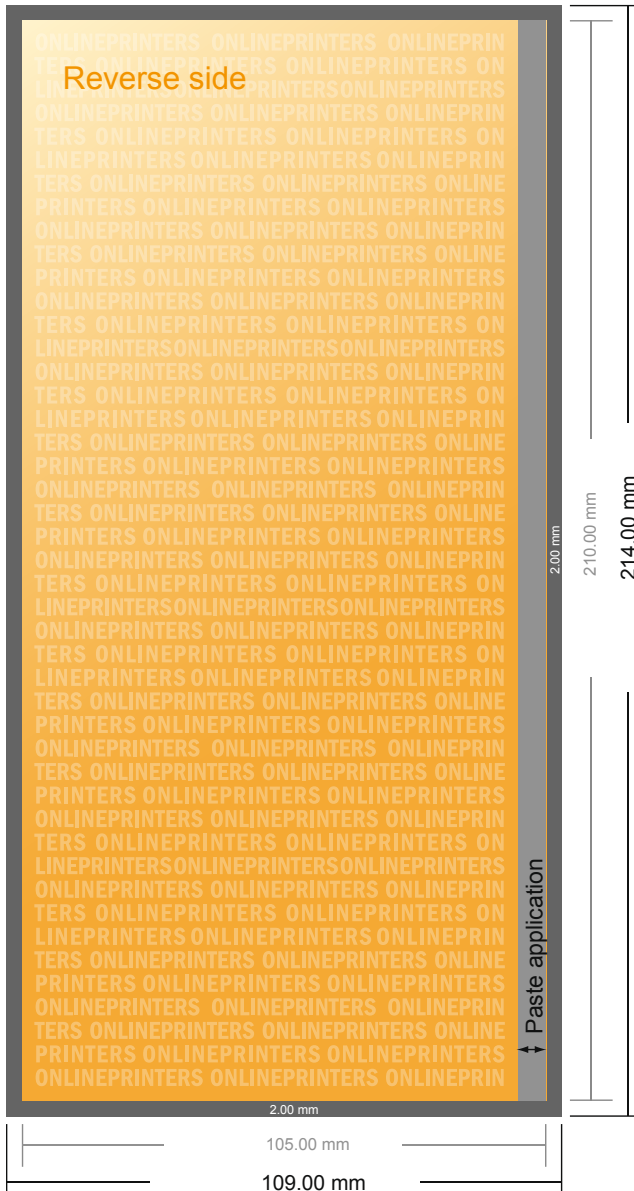 Reverse side
ONLINEPRINTERS ONLINEPRINTERS ONLINEPRIN
TERS ONLINEPRINTERS ONLINEPRINTERS ON
LINEPRINTERSONLINEPRINTERSONLINEPRINTERS
ONLINEPRINTERS ONLINEPRINTERS ONLINEPRIN
TERS ONLINEPRINTERS ONLINEPRINTERS ON
LINEPRINTERS ONLINEPRINTERS ONLINEPRIN
TERS ONLINEPRINTERS ONLINEPRINTERS ONLINE
PRINTERS ONLINEPRINTERS ONLINEPRINTERS
ONLINEPRINTERS ONLINEPRINTERS ONLINEPRIN
TERS ONLINEPRINTERS ONLINEPRINTERS ONLINE
PRINTERS ONLINEPRINTERS ONLINEPRINTERS
ONLINEPRINTERS ONLINEPRINTERS ONLINEPRIN
TERS ONLINEPRINTERS ONLINEPRINTERS ON
LINEPRINTERSONLINEPRINTERSONLINEPRINTERS
ONLINEPRINTERS ONLINEPRINTERS ONLINEPRIN
TERS ONLINEPRINTERS ONLINEPRINTERS ON
LINEPRINTERS ONLINEPRINTERS ONLINEPRIN
TERS ONLINEPRINTERS ONLINEPRINTERS ONLINE
PRINTERS ONLINEPRINTERS ONLINEPRINTERS
ONLINEPRINTERS ONLINEPRINTERS ONLINEPRIN
TERS ONLINEPRINTERS ONLINEPRINTERS ONLINE
PRINTERS ONLINEPRINTERS ONLINEPRINTERS
ONLINEPRINTERS ONLINEPRINTERS ONLINEPRIN
TERS ONLINEPRINTERS ONLINEPRINTERS ON
LINEPRINTERSONLINEPRINTERSONLINEPRINTERS
ONLINEPRINTERS ONLINEPRINTERS ONLINEPRIN
TERS ONLINEPRINTERS ONLINEPRINTERS ON
LINEPRINTERS ONLINEPRINTERS ONLINEPRIN
TERS ONLINEPRINTERS ONLINEPRINTERS ONLINE
PRINTERS ONLINEPRINTERS ONLINEPRINTERS
ONLINEPRINTERS ONLINEPRINTERS ONLINEPRIN
TERS ONLINEPRINTERS ONLINEPRINTERS ONLINE
PRINTERS ONLINEPRINTERS ONLINEPRINTERS
ONLINEPRINTERS ONLINEPRINTERS ONLINEPRIN
TERS ONLINEPRINTERS ONLINEPRINTERS ON
LINEPRINTERSONLINEPRINTERSONLINEPRINTERS
ONLINEPRINTERS ONLINEPRINTERS ONLINEPRIN
TERS ONLINEPRINTERS ONLINEPRINTERS ON
LINEPRINTERS ONLINEPRINTERS ONLINEPRIN
TERS ONLINEPRINTERS ONLINEPRINTERS ONLINE
PRINTERS ONLINEPRINTERS ONLINEPRINTERS
ONLINEPRINTERS ONLINEPRINTERS ONLINEPRIN
TERS ONLINEPRINTERS ONLINEPRINTERS ONLINE
PRINTERS ONLINEPRINTERS ONLINEPRINTERS
ONLINEPRINTERS ONLINEPRINTERS ONLINEPRIN
Paste application
2.00 mm
210.00 mm
214.00 mm
2.00 mm
105.00 mm
109.00 mm